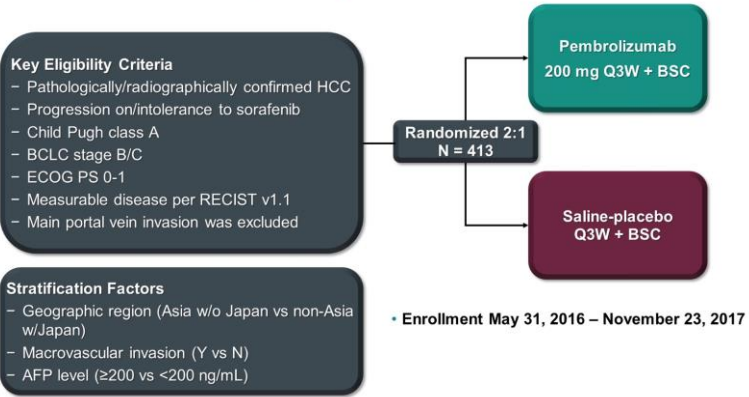 Key Eligibility Criteria
− Pathologically/radiographically confirmed HCC
− Progression on/intolerance to sorafenib
− Child Pugh class A
− BCLC stage B/C
− ECOG PS 0-1
− Measurable disease per RECIST v1.1
− Main portal vein invasion was excluded
Randomized 2:1
N = 413
Pembrolizumab
200 mg Q3W + BSC
Saline-placebo
Q3W + BSC
Stratification Factors
− Geographic region (Asia w/o Japan vs non-Asia
w/Japan)
− Macrovascular invasion (Y vs N)
− AFP level (≥200 vs <200 ng/mL)
• Enrollment May 31, 2016 – November 23, 2017